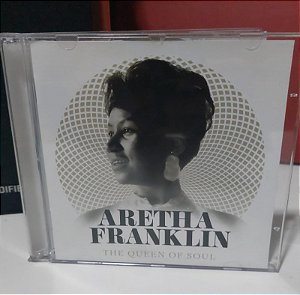 ARETHA
FRANKLIN
THE QUEEN OF SOUL